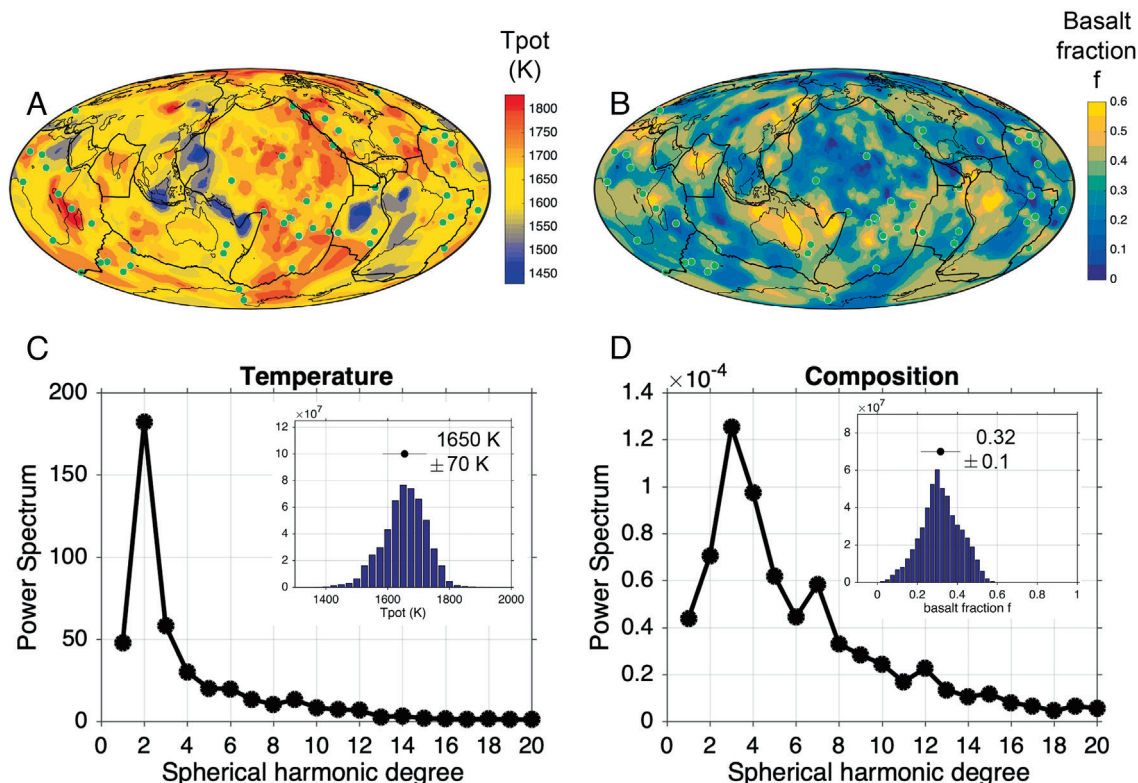 A
Tpot
(K)
1800
1750
1700
1650
1600
1550
1500
1450
B
Basalt
fraction
f
0.6
0.5
0.4
0.3
0.2
0.1
0
C
Temperature
Power Spectrum
200
150
100
50
0
0 2 4 6 8 10 12 14 16 18 20
Spherical harmonic degree
×10⁷
12
10
8
6
4
2
0
1650 K
±70 K
1400 1600 1800 2000
Tpot (K)
D
Composition
×10⁻⁴
Power Spectrum
1.4
1.2
1
0.8
0.6
0.4
0.2
0
0 2 4 6 8 10 12 14 16 18 20
Spherical harmonic degree
×10⁷
8
6
4
2
0
0.32
±0.1
0 0.2 0.4 0.6 0.8 1
basalt fraction f